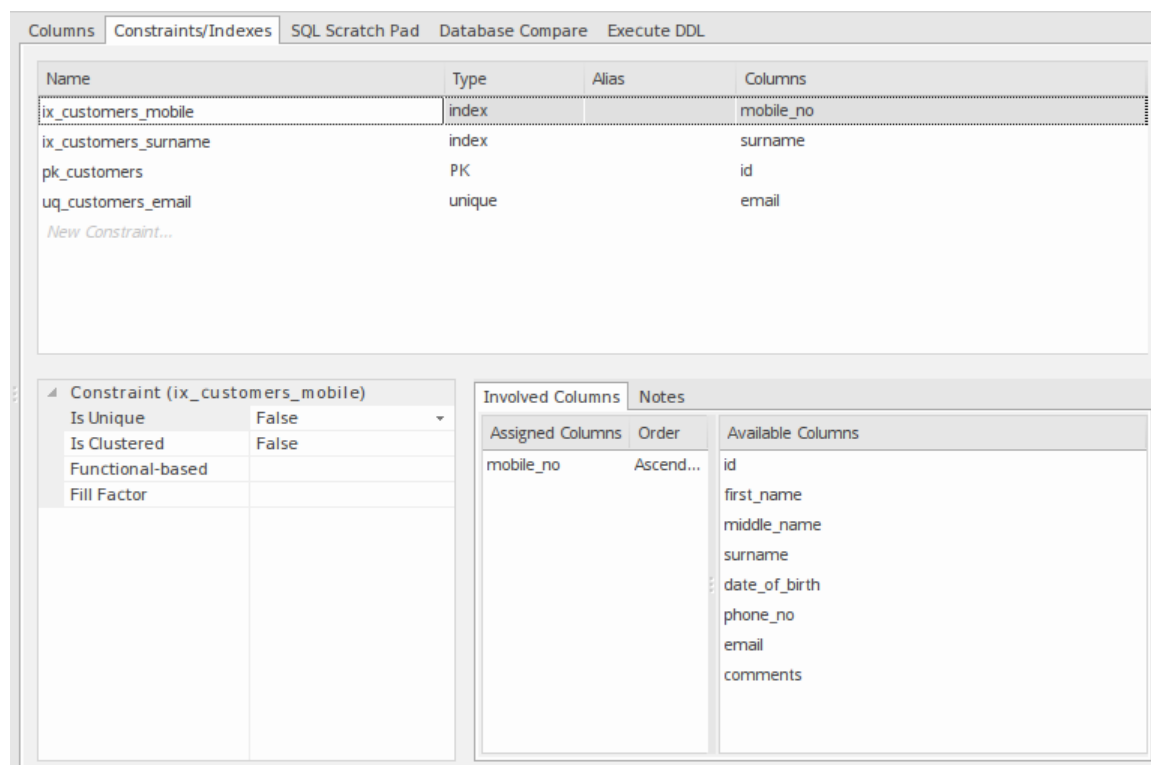 Columns Constraints/Indexes SQL Scratch Pad Database Compare Execute DDL
Name Type Alias Columns
ix_customers_mobile index mobile_no
ix_customers_surname index surname
pk_customers PK id
uq_customers_email unique email
New Constraint...
Constraint (ix_customers_mobile)
Is Unique False
Is Clustered False
Functional-based
Fill Factor
Involved Columns Notes
Assigned Columns Order Available Columns
mobile_no Ascend... id
first_name
middle_name
surname
date_of_birth
phone_no
email
comments